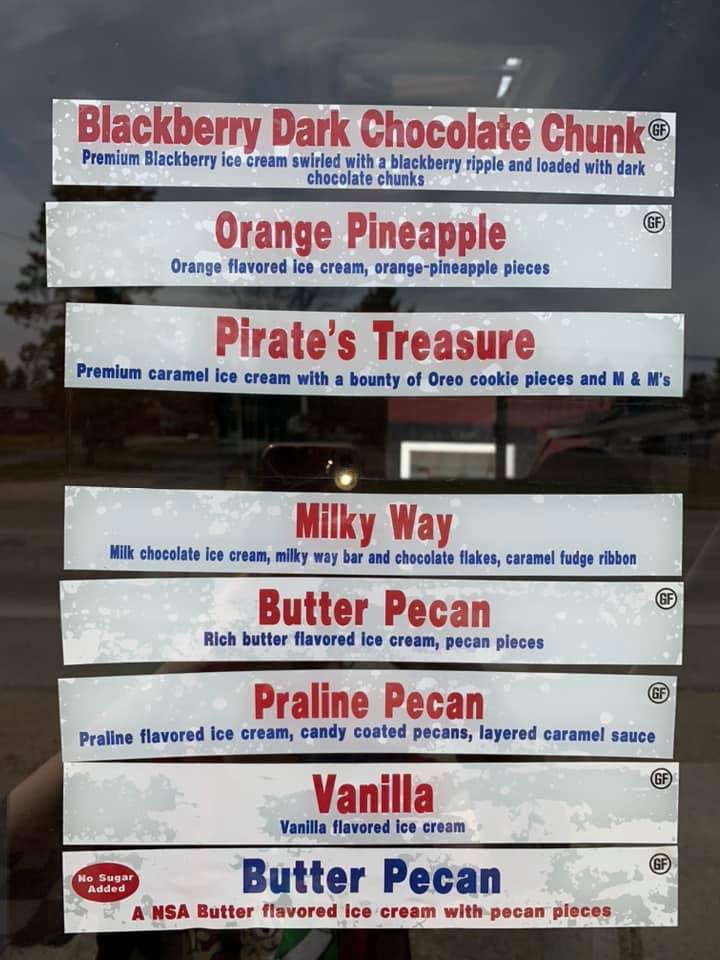 Blackberry Dark Chocolate Chunk GF
Premium Blackberry ice cream swirled with a blackberry ripple and loaded with dark
chocolate chunks
Orange Pineapple GF
Orange flavored ice cream, orange-pineapple pieces
Pirate's Treasure
Premium caramel ice cream with a bounty of Oreo cookie pieces and M & M's
Milky Way
Milk chocolate ice cream, milky way bar and chocolate flakes, caramel fudge ribbon
Butter Pecan GF
Rich butter flavored ice cream, pecan pieces
Praline Pecan GF
Praline flavored ice cream, candy coated pecans, layered caramel sauce
Vanilla GF
Vanilla flavored ice cream
No Sugar
Added
Butter Pecan GF
A NSA Butter flavored ice cream with pecan pieces